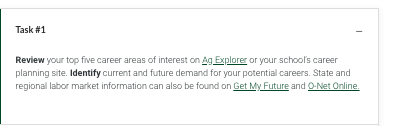 Task #1
Review your top five career areas of interest on Ag Explorer or your school's career
planning site. Identify current and future demand for your potential careers. State and
regional labor market information can also be found on Get My Future and O-Net Online.